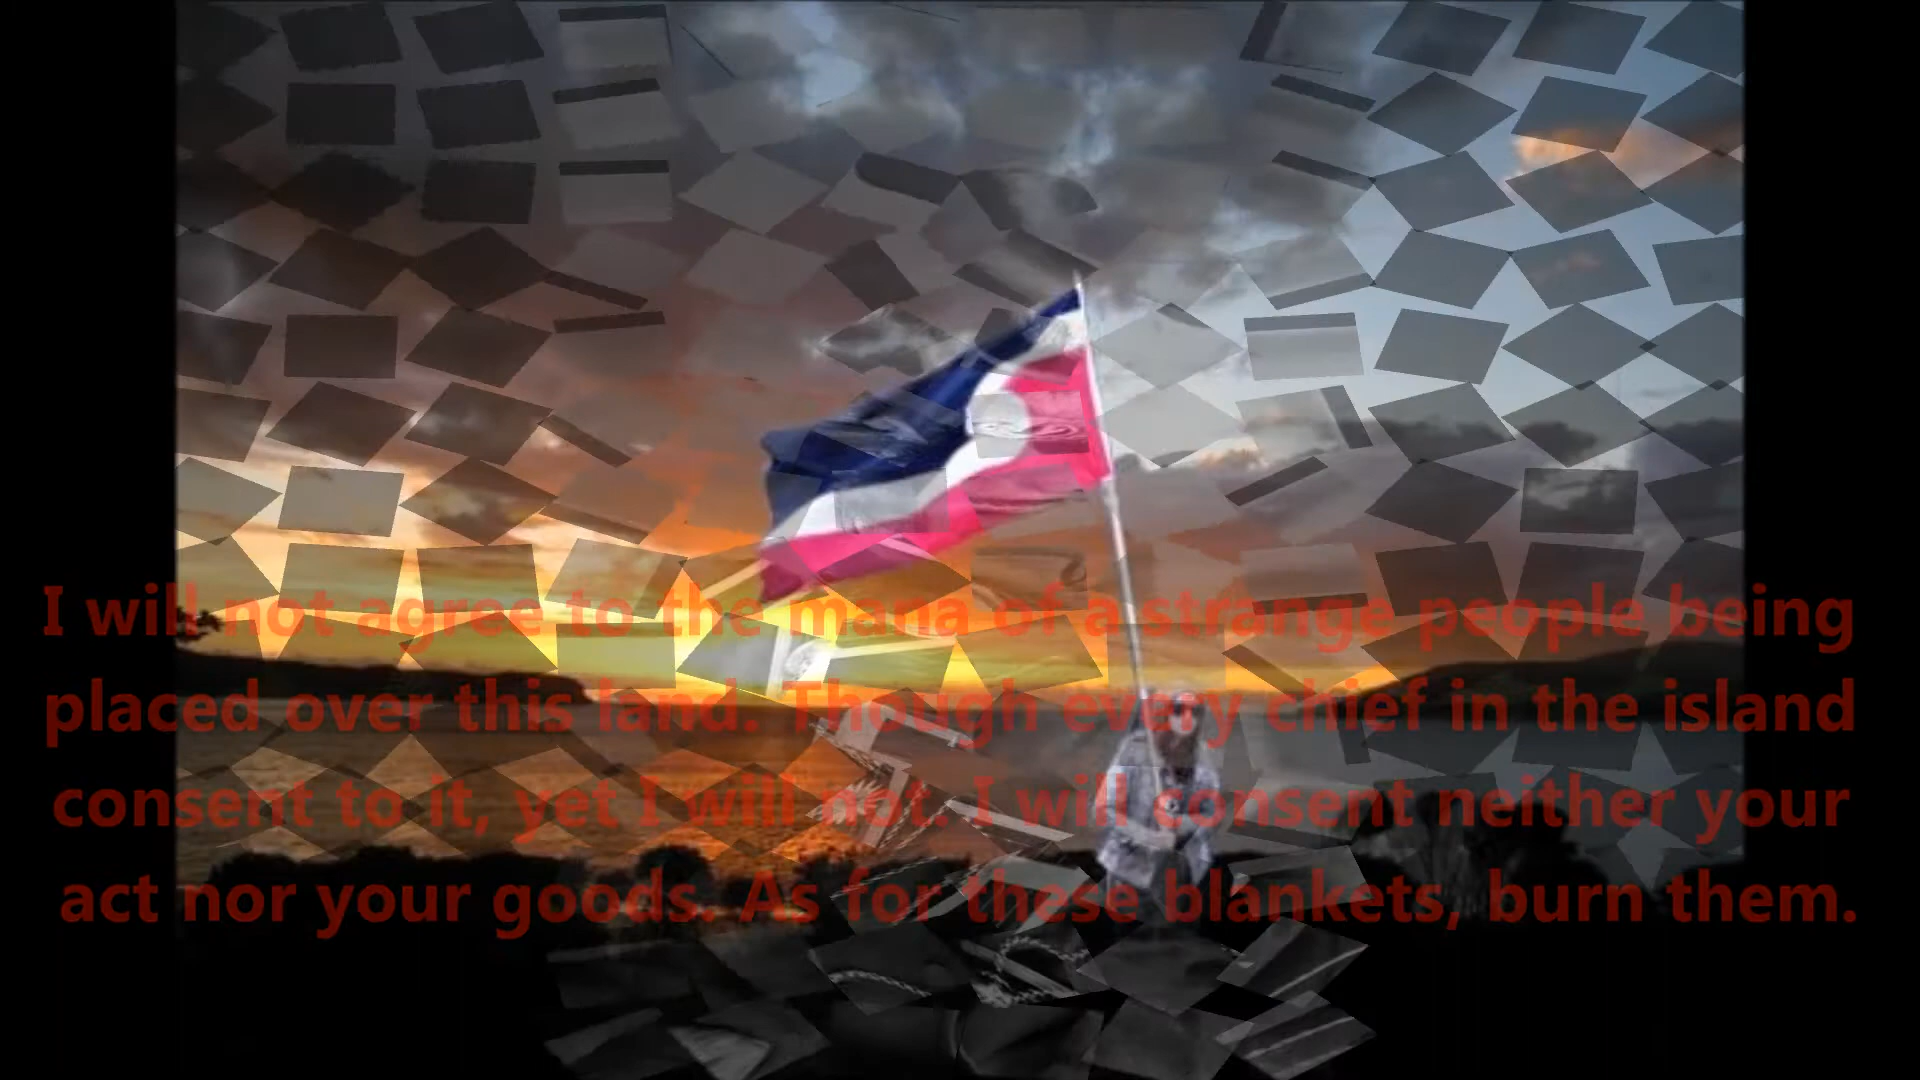 I will not agree to the mana of a strange people being
placed over this land. Though every chief in the island
consent to it, yet I will not. I will consent neither your
act nor your goods. As for these blankets, burn them.